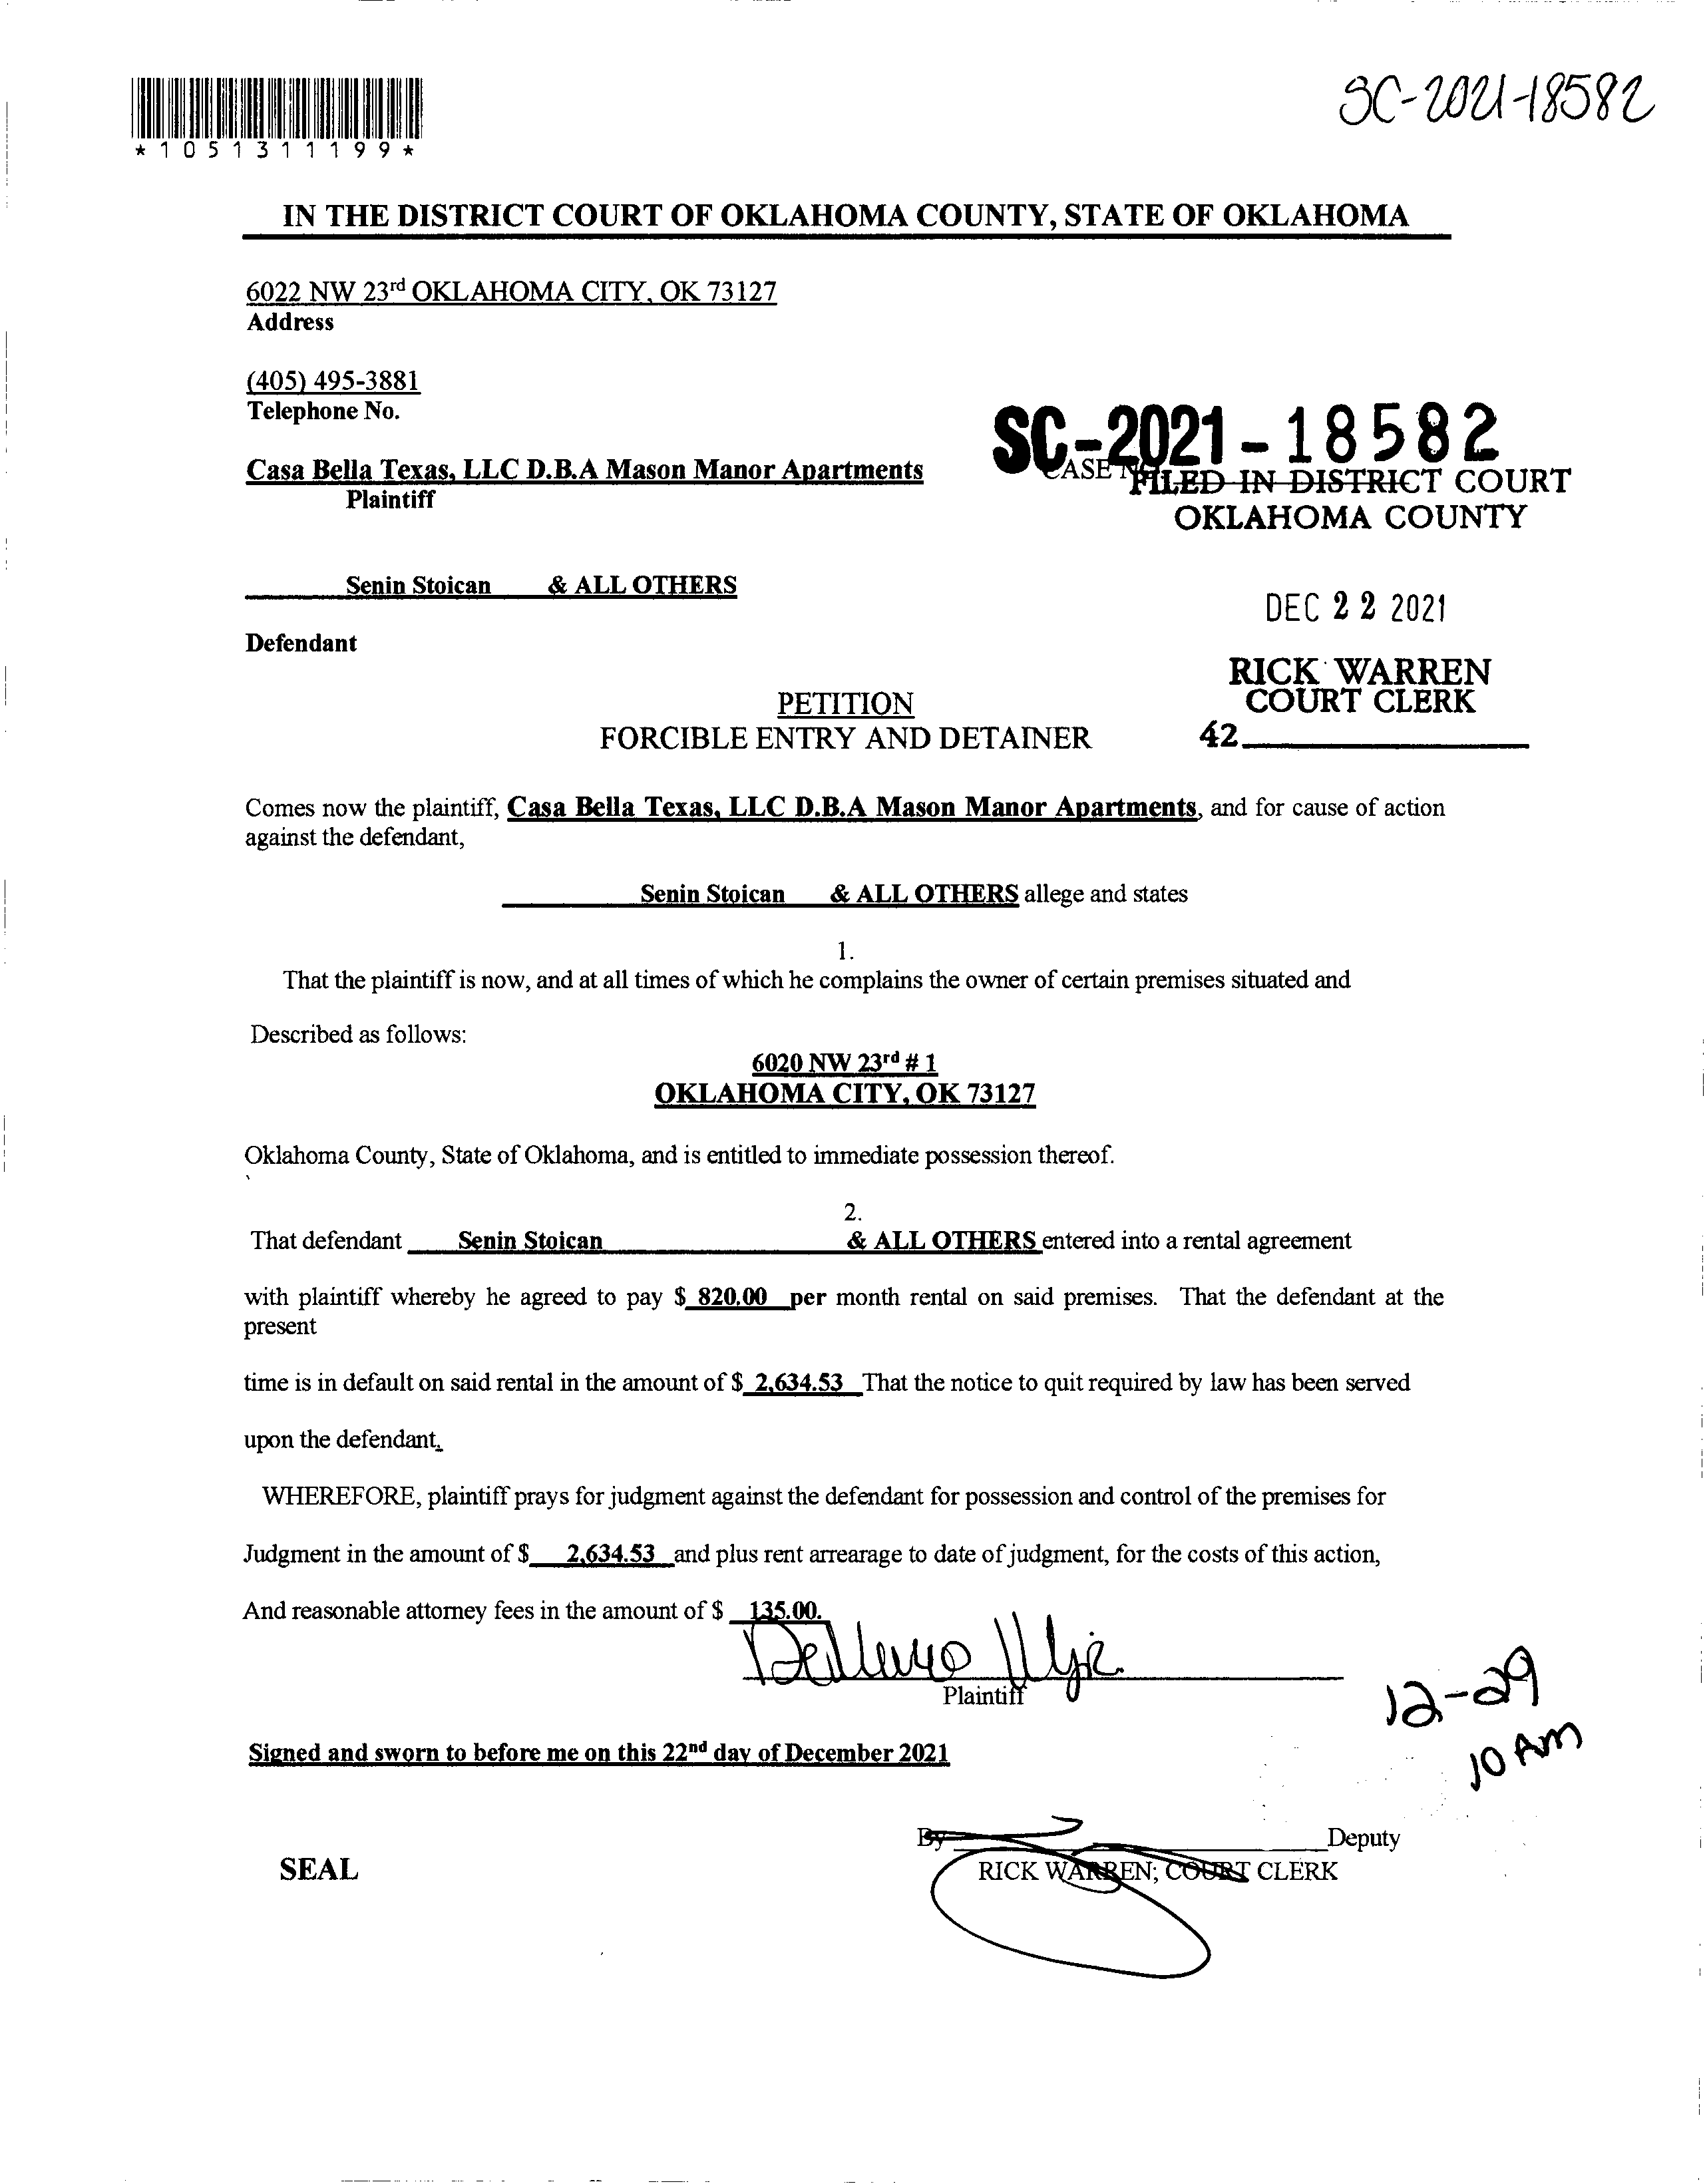 SC-2021-18582
*1051311199*
IN THE DISTRICT COURT OF OKLAHOMA COUNTY, STATE OF OKLAHOMA
6022 NW 23rd OKLAHOMA CITY, OK 73127
Address
(405) 495-3881
Telephone No.
SC-2021-18582
Casa Bella Texas, LLC D.B.A Mason Manor Apartments
CASE
FILED IN DISTRICT COURT
Plaintiff
OKLAHOMA COUNTY
Senin Stoican & ALL OTHERS
DEC 22 2021
Defendant
RICK WARREN
COURT CLERK
42
PETITION
FORCIBLE ENTRY AND DETAINER
Comes now the plaintiff, Casa Bella Texas, LLC D.B.A Mason Manor Apartments, and for cause of action
against the defendant,
Senin Stoican & ALL OTHERS allege and states
1.
That the plaintiff is now, and at all times of which he complains the owner of certain premises situated and
Described as follows:
6020 NW 23rd # 1
OKLAHOMA CITY, OK 73127
Oklahoma County, State of Oklahoma, and is entitled to immediate possession thereof.
2.
That defendant Senin Stoican & ALL OTHERS entered into a rental agreement
with plaintiff whereby he agreed to pay $ 820.00 per month rental on said premises. That the defendant at the
present
time is in default on said rental in the amount of $ 2,634.53 That the notice to quit required by law has been served
upon the defendant.
WHEREFORE, plaintiff prays for judgment against the defendant for possession and control of the premises for
Judgment in the amount of $ 2,634.53 and plus rent arrearage to date of judgment, for the costs of this action,
And reasonable attorney fees in the amount of $ 135.00.
Plaintiff
12-29
10 AM
Signed and sworn to before me on this 22nd day of December 2021
By Deputy
SEAL
RICK WARREN; COURT CLERK